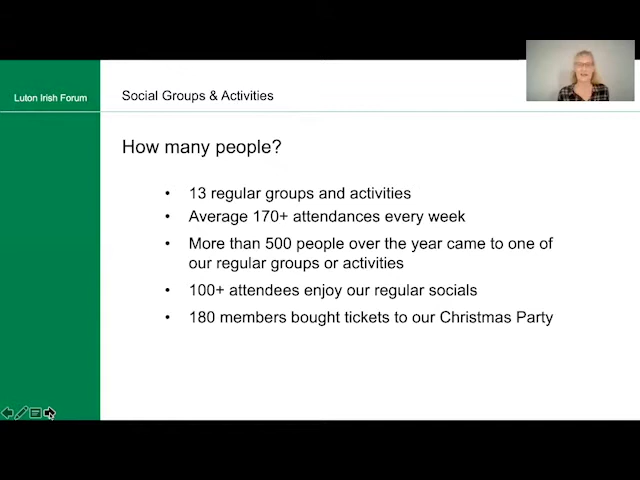 Luton Irish Forum
Social Groups & Activities
How many people?
• 13 regular groups and activities
• Average 170+ attendances every week
• More than 500 people over the year came to one of
our regular groups or activities
• 100+ attendees enjoy our regular socials
• 180 members bought tickets to our Christmas Party